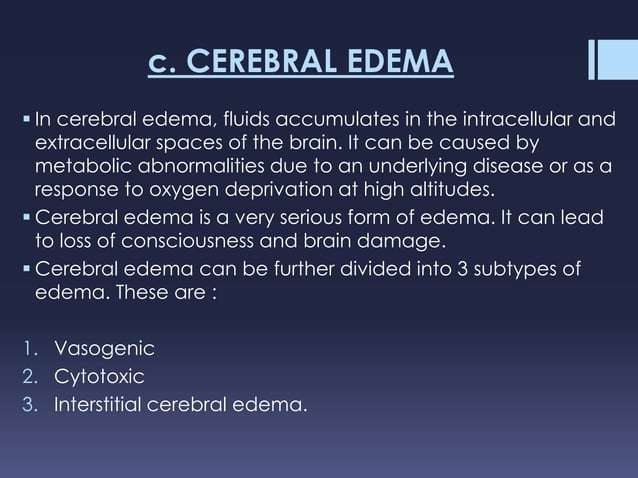 c. CEREBRAL EDEMA
▪ In cerebral edema, fluids accumulates in the intracellular and
extracellular spaces of the brain. It can be caused by
metabolic abnormalities due to an underlying disease or as a
response to oxygen deprivation at high altitudes.
▪ Cerebral edema is a very serious form of edema. It can lead
to loss of consciousness and brain damage.
▪ Cerebral edema can be further divided into 3 subtypes of
edema. These are :
1. Vasogenic
2. Cytotoxic
3. Interstitial cerebral edema.